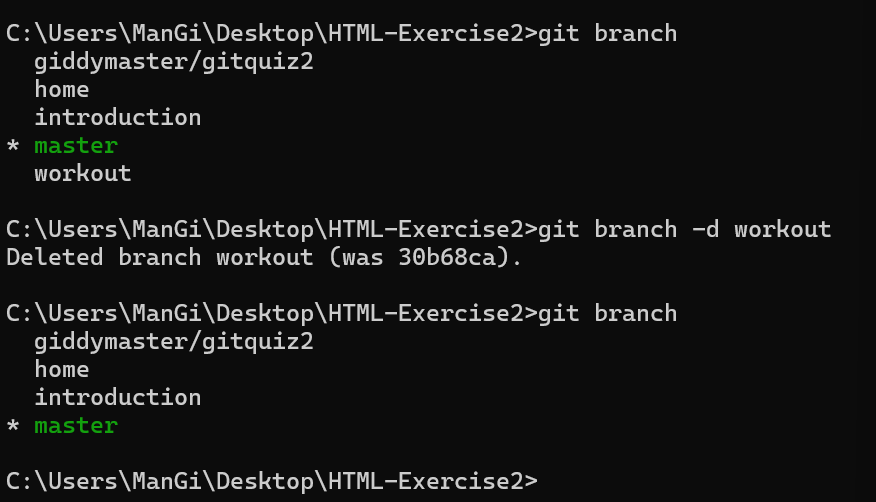 C:\Users\ManGi\Desktop\HTML-Exercise2>git branch
  giddymaster/gitquiz2
  home
  introduction
* master
  workout
C:\Users\ManGi\Desktop\HTML-Exercise2>git branch -d workout
Deleted branch workout (was 30b68ca).
C:\Users\ManGi\Desktop\HTML-Exercise2>git branch
  giddymaster/gitquiz2
  home
  introduction
* master
C:\Users\ManGi\Desktop\HTML-Exercise2>